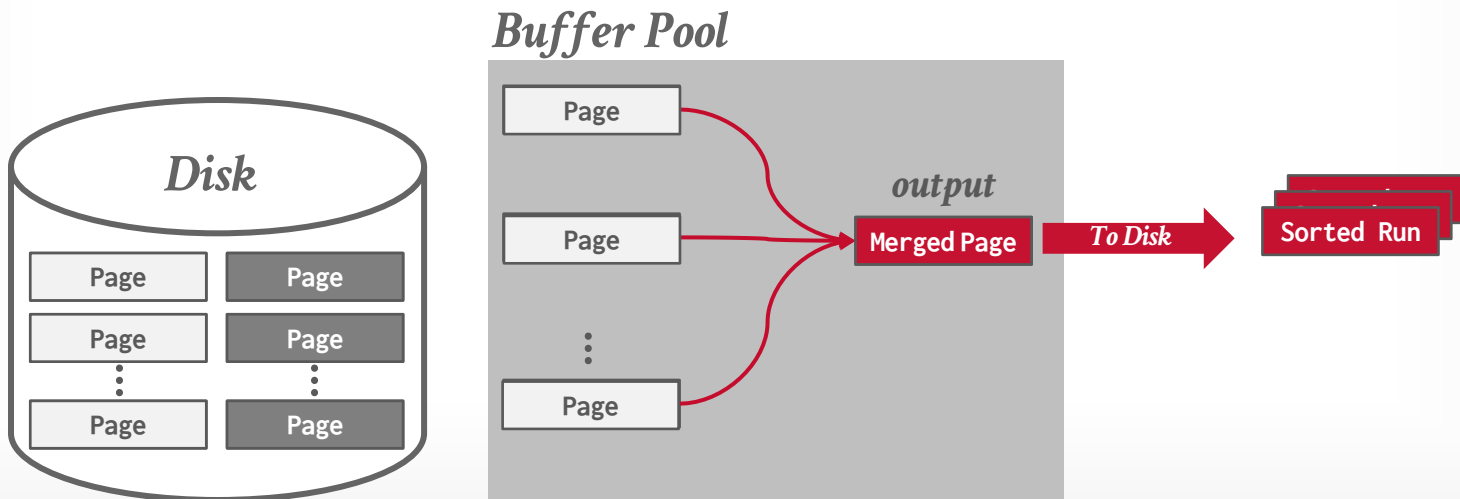 Buffer Pool
Disk
Page Page
Page Page
Page Page
Page
Page
Page
output
Merged Page
To Disk
Sorted Run